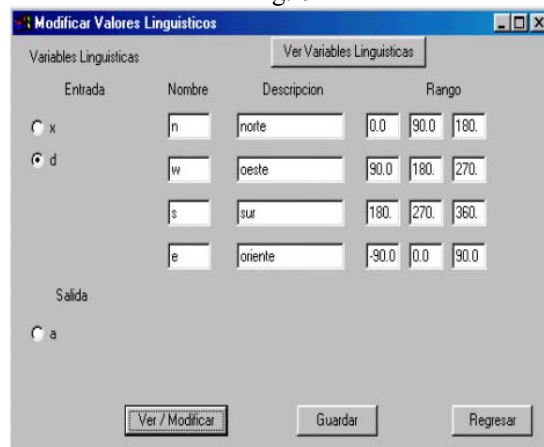 Modificar Valores Linguisticos
Variables Linguisticas Ver Variables Linguisticas
Entrada Nombre Descripcion Rango
x n norte 0.0 90.0 180.
d w oeste 90.0 180. 270.
s sur 180. 270. 360.
e oriente -90.0 0.0 90.0
Salida
a
Ver / Modificar Guardar Regresar